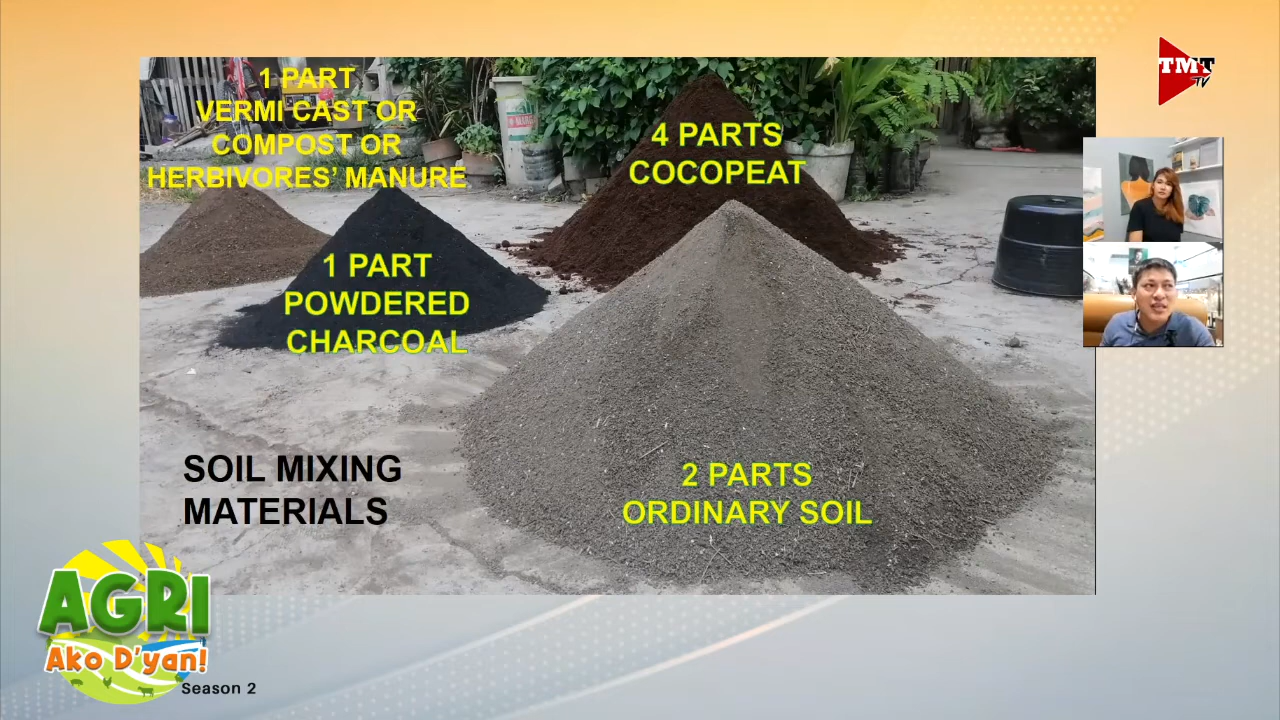 1 PART
VERMI CAST OR
COMPOST OR
HERBIVORES’ MANURE
4 PARTS
COCOPEAT
1 PART
POWDERED
CHARCOAL
2 PARTS
ORDINARY SOIL
SOIL MIXING
MATERIALS
TMT
TV
AGRI
Ako D'yan!
Season 2